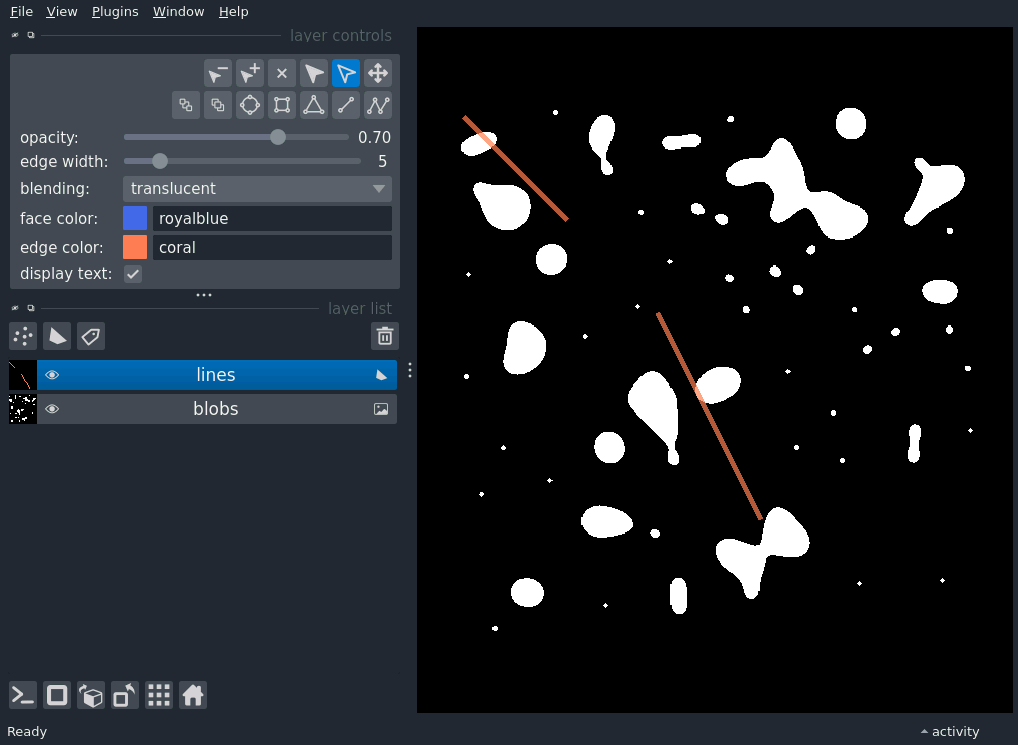 File View Plugins Window Help
layer controls
opacity: 0.70
edge width: 5
blending: translucent
face color: royalblue
edge color: coral
display text:
layer list
lines
blobs
Ready activity